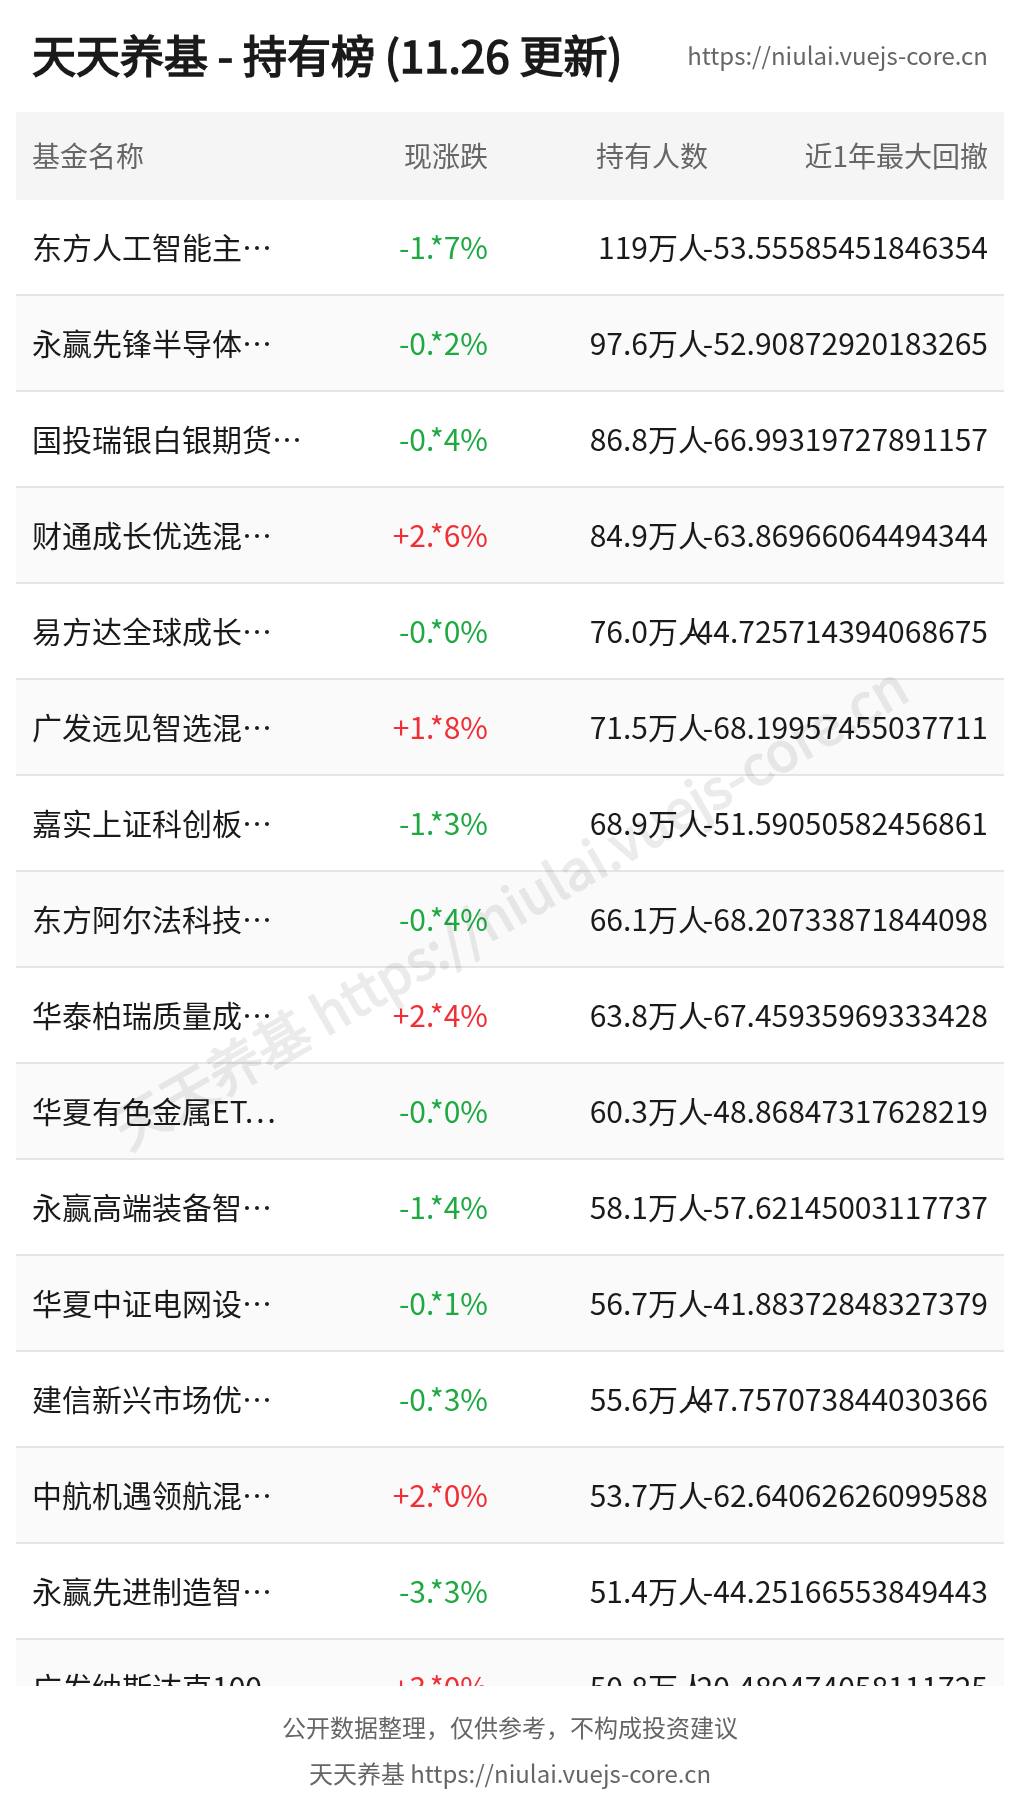 天天养基 - 持有榜 (11.26 更新) https://niulai.vuejs-core.cn
基金名称 现涨跌 持有人数 近1年最大回撤
东方人工智能主… -1.*7% 119万人 -53.55585451846354
永赢先锋半导体… -0.*2% 97.6万人 -52.90872920183265
国投瑞银白银期货… -0.*4% 86.8万人 -66.99319727891157
财通成长优选混… +2.*6% 84.9万人 -63.86966064494344
易方达全球成长… -0.*0% 76.0万人 -44.725714394068675
广发远见智选混… +1.*8% 71.5万人 -68.19957455037711
嘉实上证科创板… -1.*3% 68.9万人 -51.59050582456861
东方阿尔法科技… -0.*4% 66.1万人 -68.20733871844098
华泰柏瑞质量成… +2.*4% 63.8万人 -67.45935969333428
华夏有色金属ET… -0.*0% 60.3万人 -48.86847317628219
永赢高端装备智… -1.*4% 58.1万人 -57.62145003117737
华夏中证电网设… -0.*1% 56.7万人 -41.88372848327379
建信新兴市场优… -0.*3% 55.6万人 -47.757073844030366
中航机遇领航混… +2.*0% 53.7万人 -62.64062626099588
永赢先进制造智… -3.*3% 51.4万人 -44.25166553849443
天天养基 https://niulai.vuejs-core.cn
公开数据整理，仅供参考，不构成投资建议
天天养基 https://niulai.vuejs-core.cn